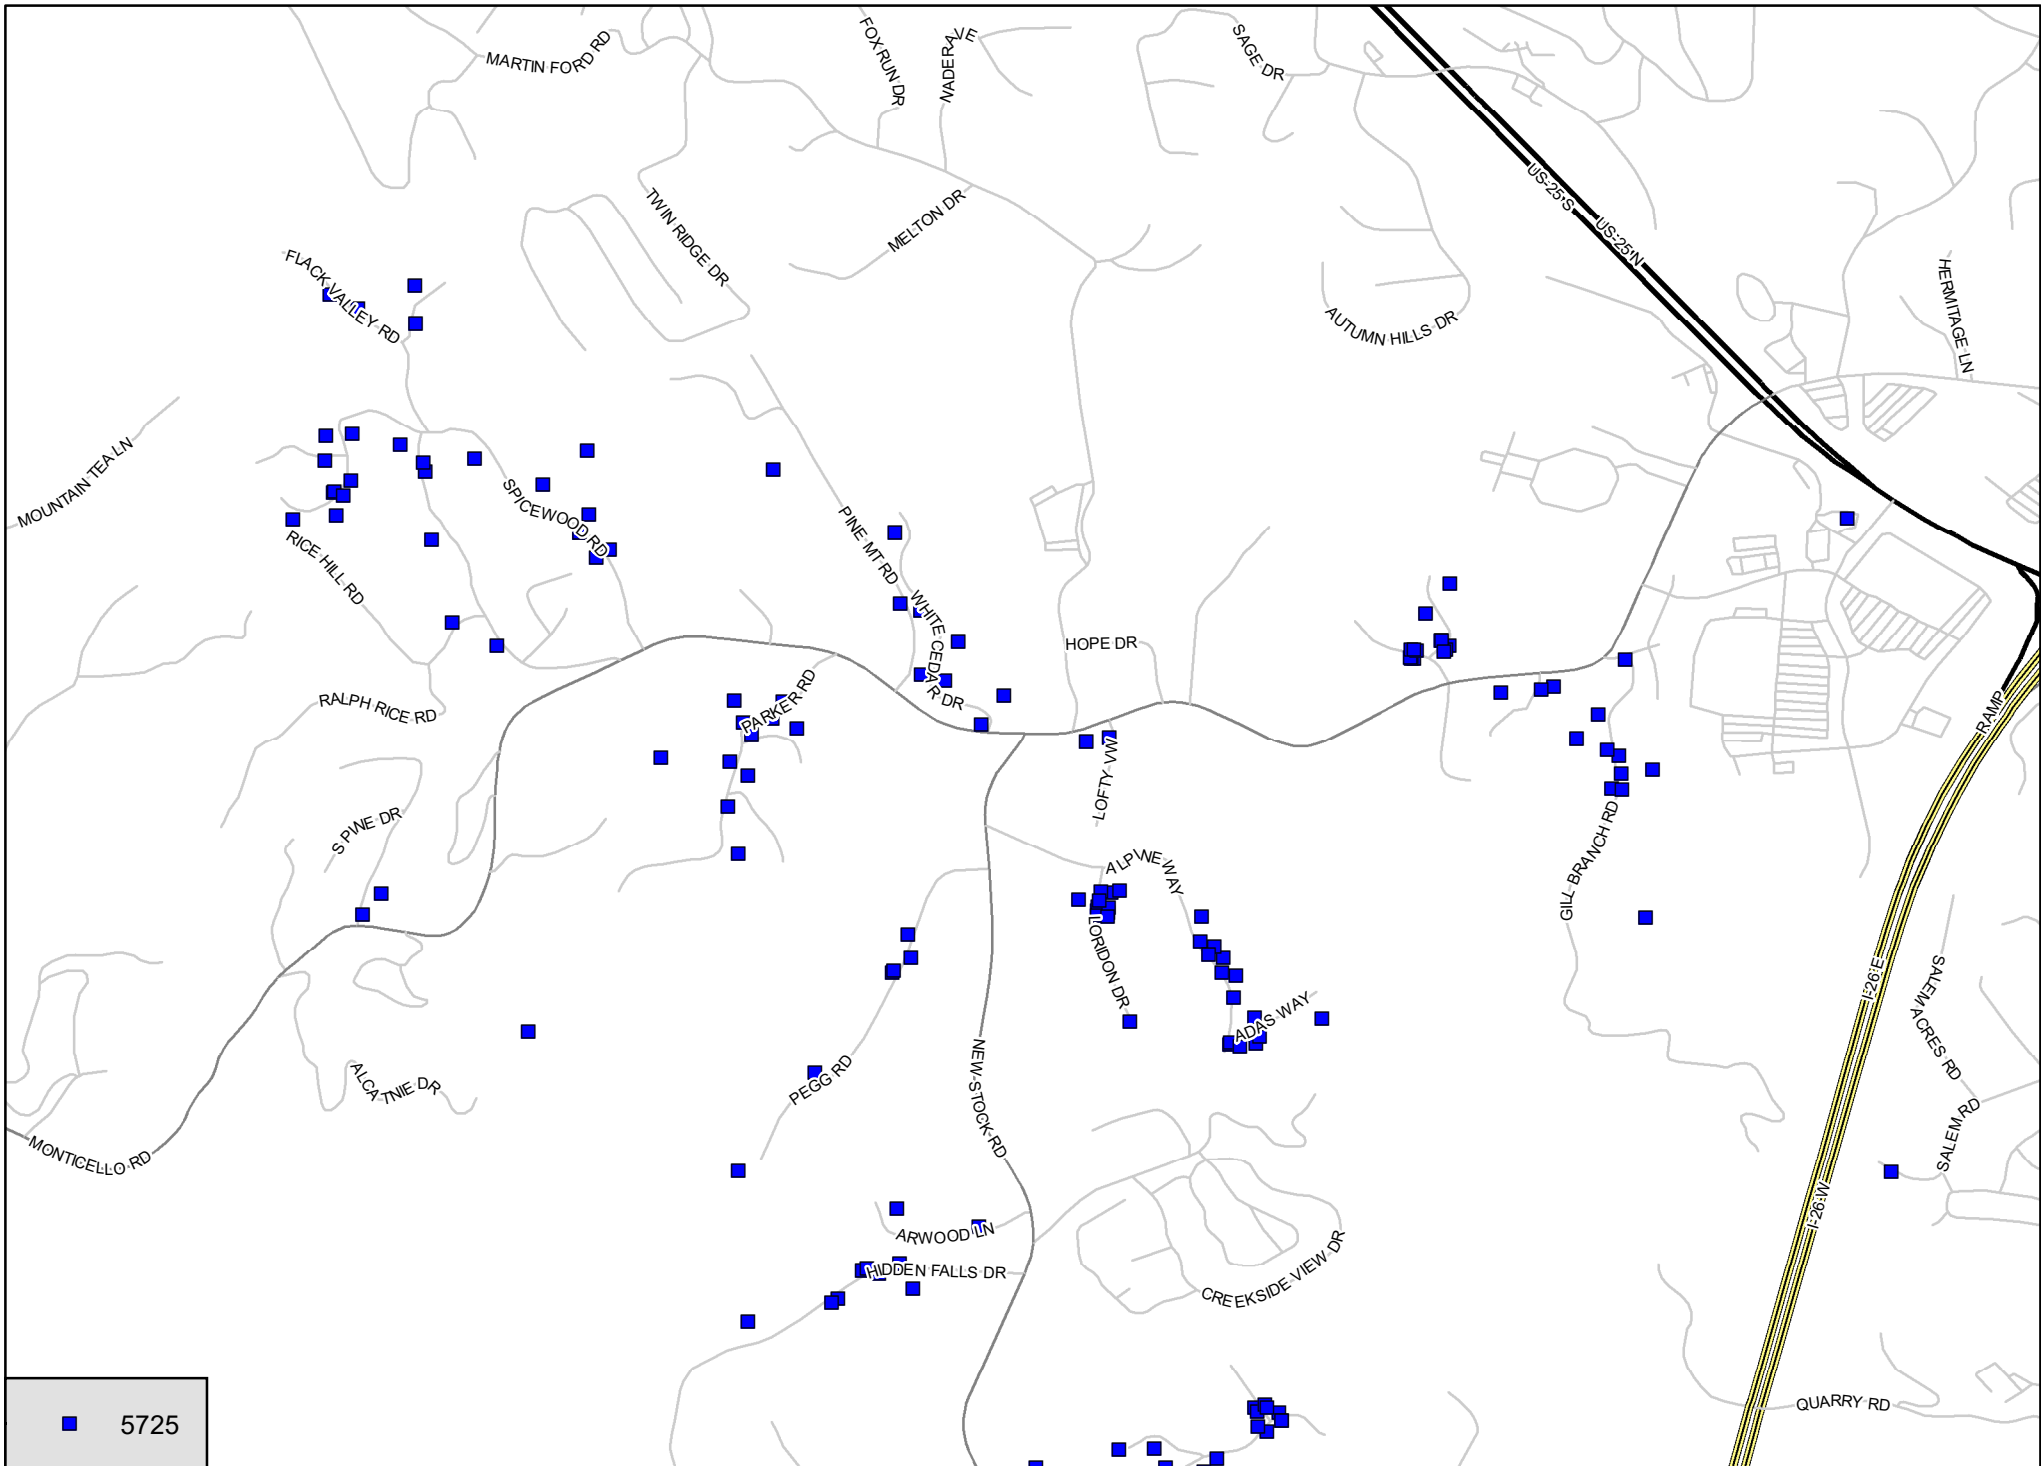 MARTIN FORD RD
FOX RUN DR
NADER AVE
SAGE DR
US-25 S
US-25 N
TWIN RIDGE DR
MELTON DR
FLACK VALLEY RD
AUTUMN HILLS DR
HERMITAGE LN
MOUNTAIN TEA LN
SPICEWOOD RD
PINE MT RD
RICE HILL RD
WHITE CEDAR DR
HOPE DR
RALPH RICE RD
PARKER RD
RAMP
LOFTY VW
S PINE DR
ALPINE WAY
GILL BRANCH RD
LORIDON DR
I-26 E
SALEM ACRES RD
ADAS WAY
ALCATNIE DR
PEGG RD
NEW STOCK RD
MONTICELLO RD
SALEM RD
I-26 W
ARWOOD LN
HIDDEN FALLS DR
CREEKSIDE VIEW DR
QUARRY RD
5725